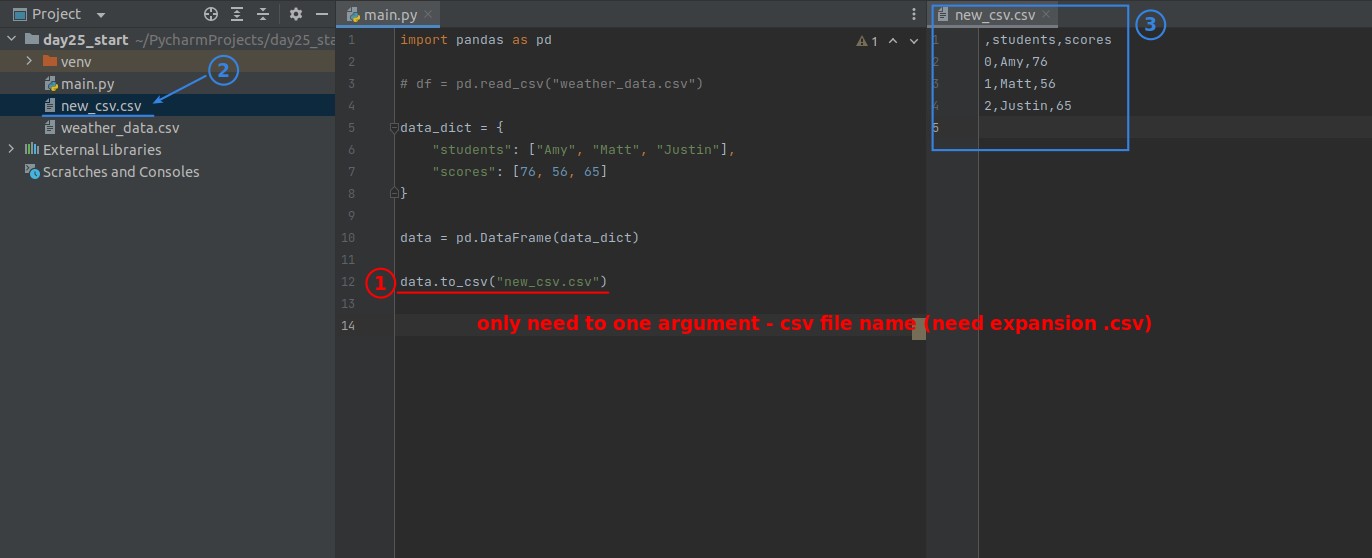 Project
day25_start ~/PycharmProjects/day25_sta
venv
main.py
new_csv.csv
weather_data.csv
External Libraries
Scratches and Consoles
2
main.py
1
1 import pandas as pd
2
3 # df = pd.read_csv("weather_data.csv")
4
5 data_dict = {
6 "students": ["Amy", "Matt", "Justin"],
7 "scores": [76, 56, 65]
8 }
9
10 data = pd.DataFrame(data_dict)
11
12 data.to_csv("new_csv.csv")
13
14
1
only need to one argument - csv file name (need expansion .csv)
new_csv.csv
3
1 ,students,scores
2 0,Amy,76
3 1,Matt,56
4 2,Justin,65
5